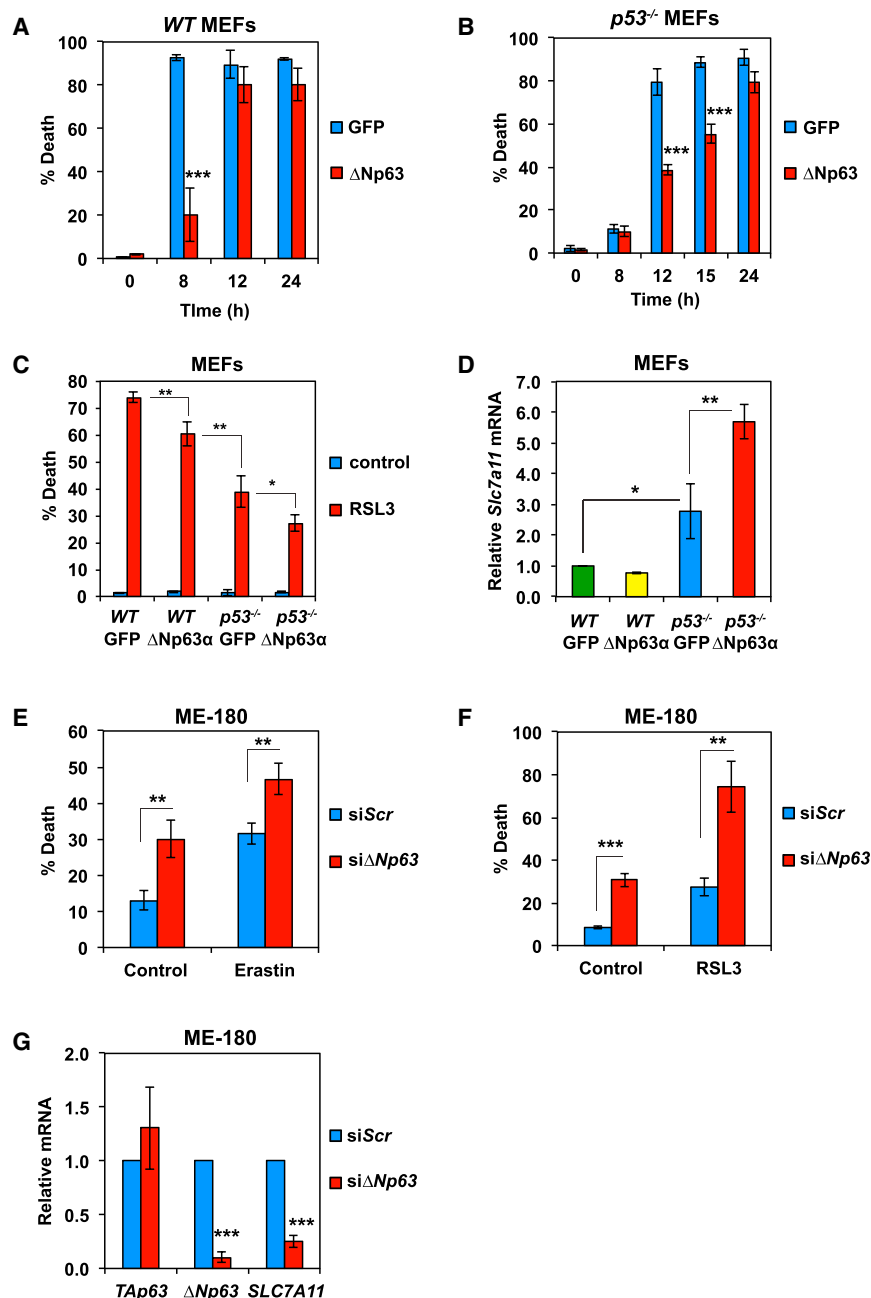 A
WT MEFs
% Death
100
80
60
40
20
0
***
0 8 12 24
TIme (h)
GFP
ΔNp63
B
p53-/- MEFs
% Death
100
80
60
40
20
0
***
***
0 8 12 15 24
Time (h)
GFP
ΔNp63
C
MEFs
% Death
80
70
60
50
40
30
20
10
0
**
**
*
WT WT p53-/- p53-/-
GFP ΔNp63α GFP ΔNp63α
control
RSL3
D
MEFs
Relative Slc7a11 mRNA
7.0
6.0
5.0
4.0
3.0
2.0
1.0
0.0
*
**
WT WT p53-/- p53-/-
GFP ΔNp63α GFP ΔNp63α
E
ME-180
% Death
60
50
40
30
20
10
0
**
**
Control Erastin
siScr
siΔNp63
F
ME-180
% Death
100
80
60
40
20
0
***
**
Control RSL3
siScr
siΔNp63
G
ME-180
Relative mRNA
2.0
1.5
1.0
0.5
0.0
***
***
TAp63 ΔNp63 SLC7A11
siScr
siΔNp63